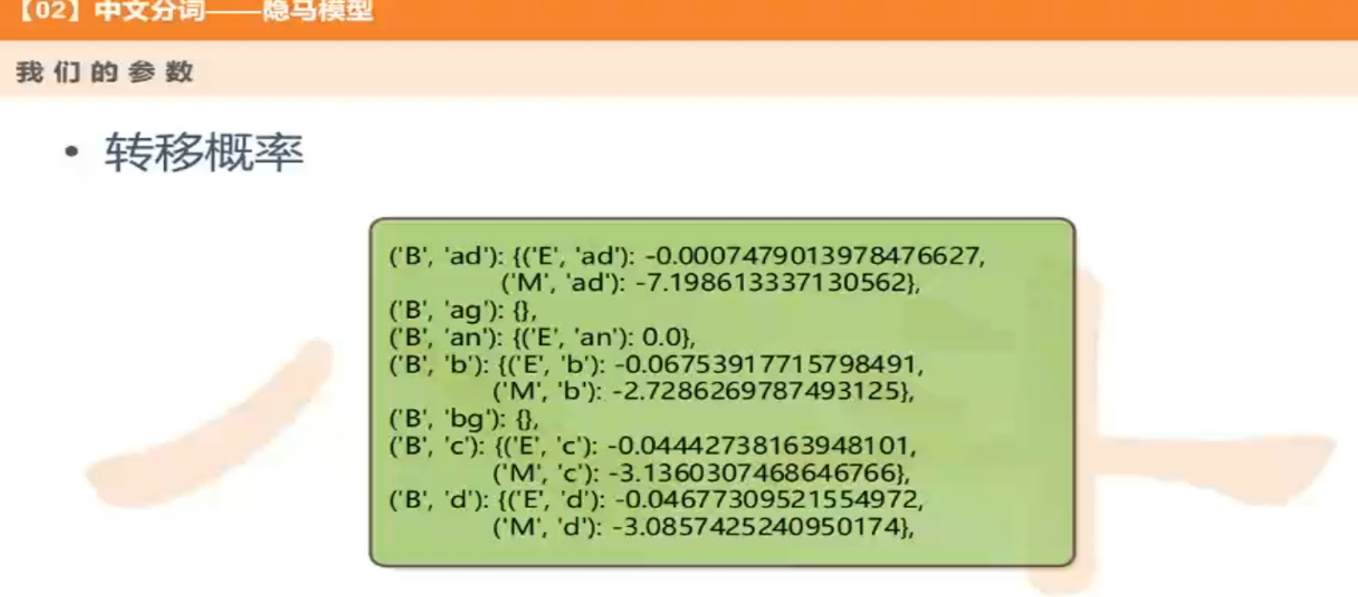 【02】中文分词——隐马模型
我们的参数
• 转移概率
('B', 'ad'): {('E', 'ad'): -0.0007479013978476627,
('M', 'ad'): -7.198613337130562},
('B', 'ag'): {},
('B', 'an'): {('E', 'an'): 0.0},
('B', 'b'): {('E', 'b'): -0.06753917715798491,
('M', 'b'): -2.7286269787493125},
('B', 'bg'): {},
('B', 'c'): {('E', 'c'): -0.04442738163948101,
('M', 'c'): -3.1360307468646766},
('B', 'd'): {('E', 'd'): -0.04677309521554972,
('M', 'd'): -3.0857425240950174},